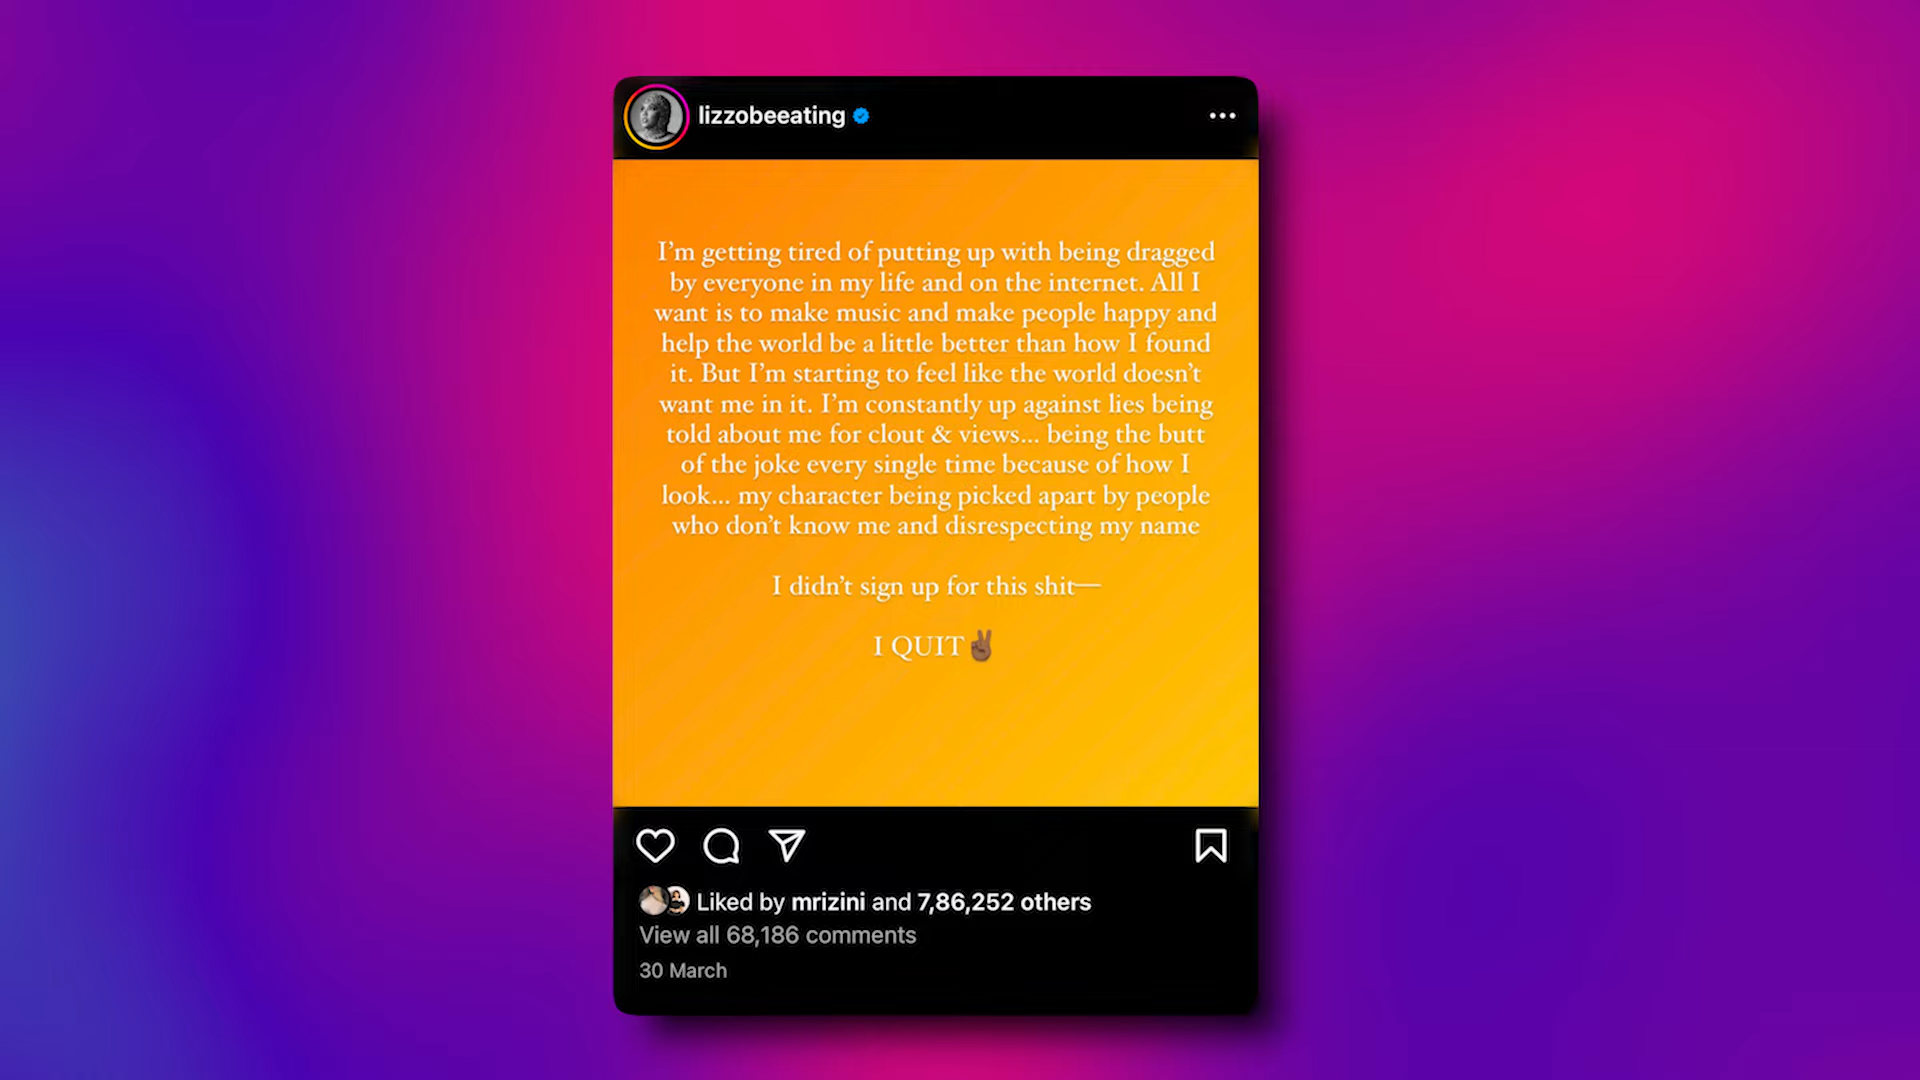 lizzobeeating
I'm getting tired of putting up with being dragged
by everyone in my life and on the internet. All I
want is to make music and make people happy and
help the world be a little better than how I found
it. But I'm starting to feel like the world doesn't
want me in it. I'm constantly up against lies being
told about me for clout & views... being the butt
of the joke every single time because of how I
look... my character being picked apart by people
who don't know me and disrespecting my name
I didn't sign up for this shit—
I QUIT✌🏾
Liked by mrizini and 7,86,252 others
View all 68,186 comments
30 March